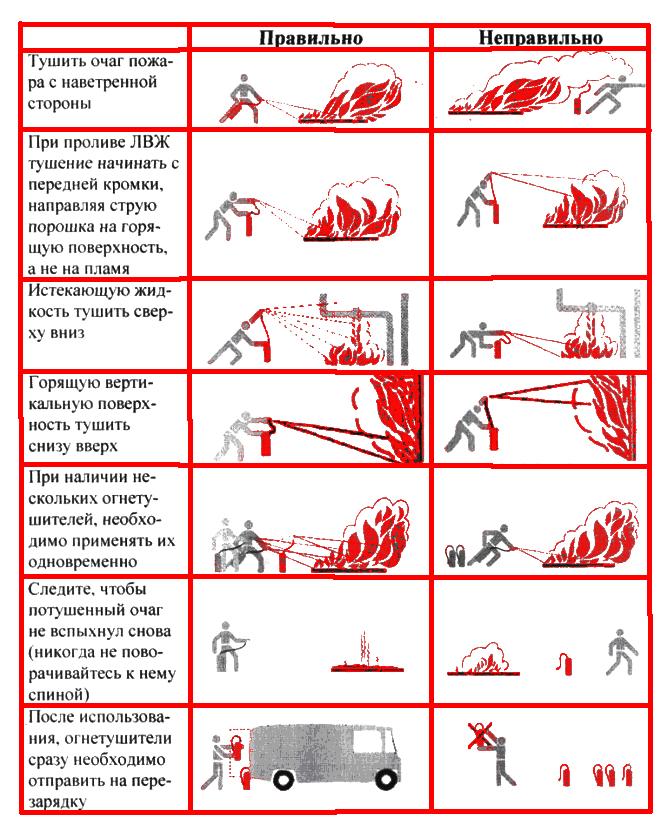 Правильно
Неправильно
Тушить очаг пожа-
ра с наветренной
стороны
При проливе ЛВЖ
тушение начинать с
передней кромки,
направляя струю
порошка на горя-
щую поверхность,
а не на пламя
Истекающую жид-
кость тушить свер-
ху вниз
Горящую верти-
кальную поверх-
ность тушить
снизу вверх
При наличии не-
скольких огнету-
шителей, необхо-
димо применять их
одновременно
Следите, чтобы
потушенный очаг
не вспыхнул снова
(никогда не пово-
рачивайтесь к нему
спиной)
После использова-
ния, огнетушители
сразу необходимо
отправить на пере-
зарядку